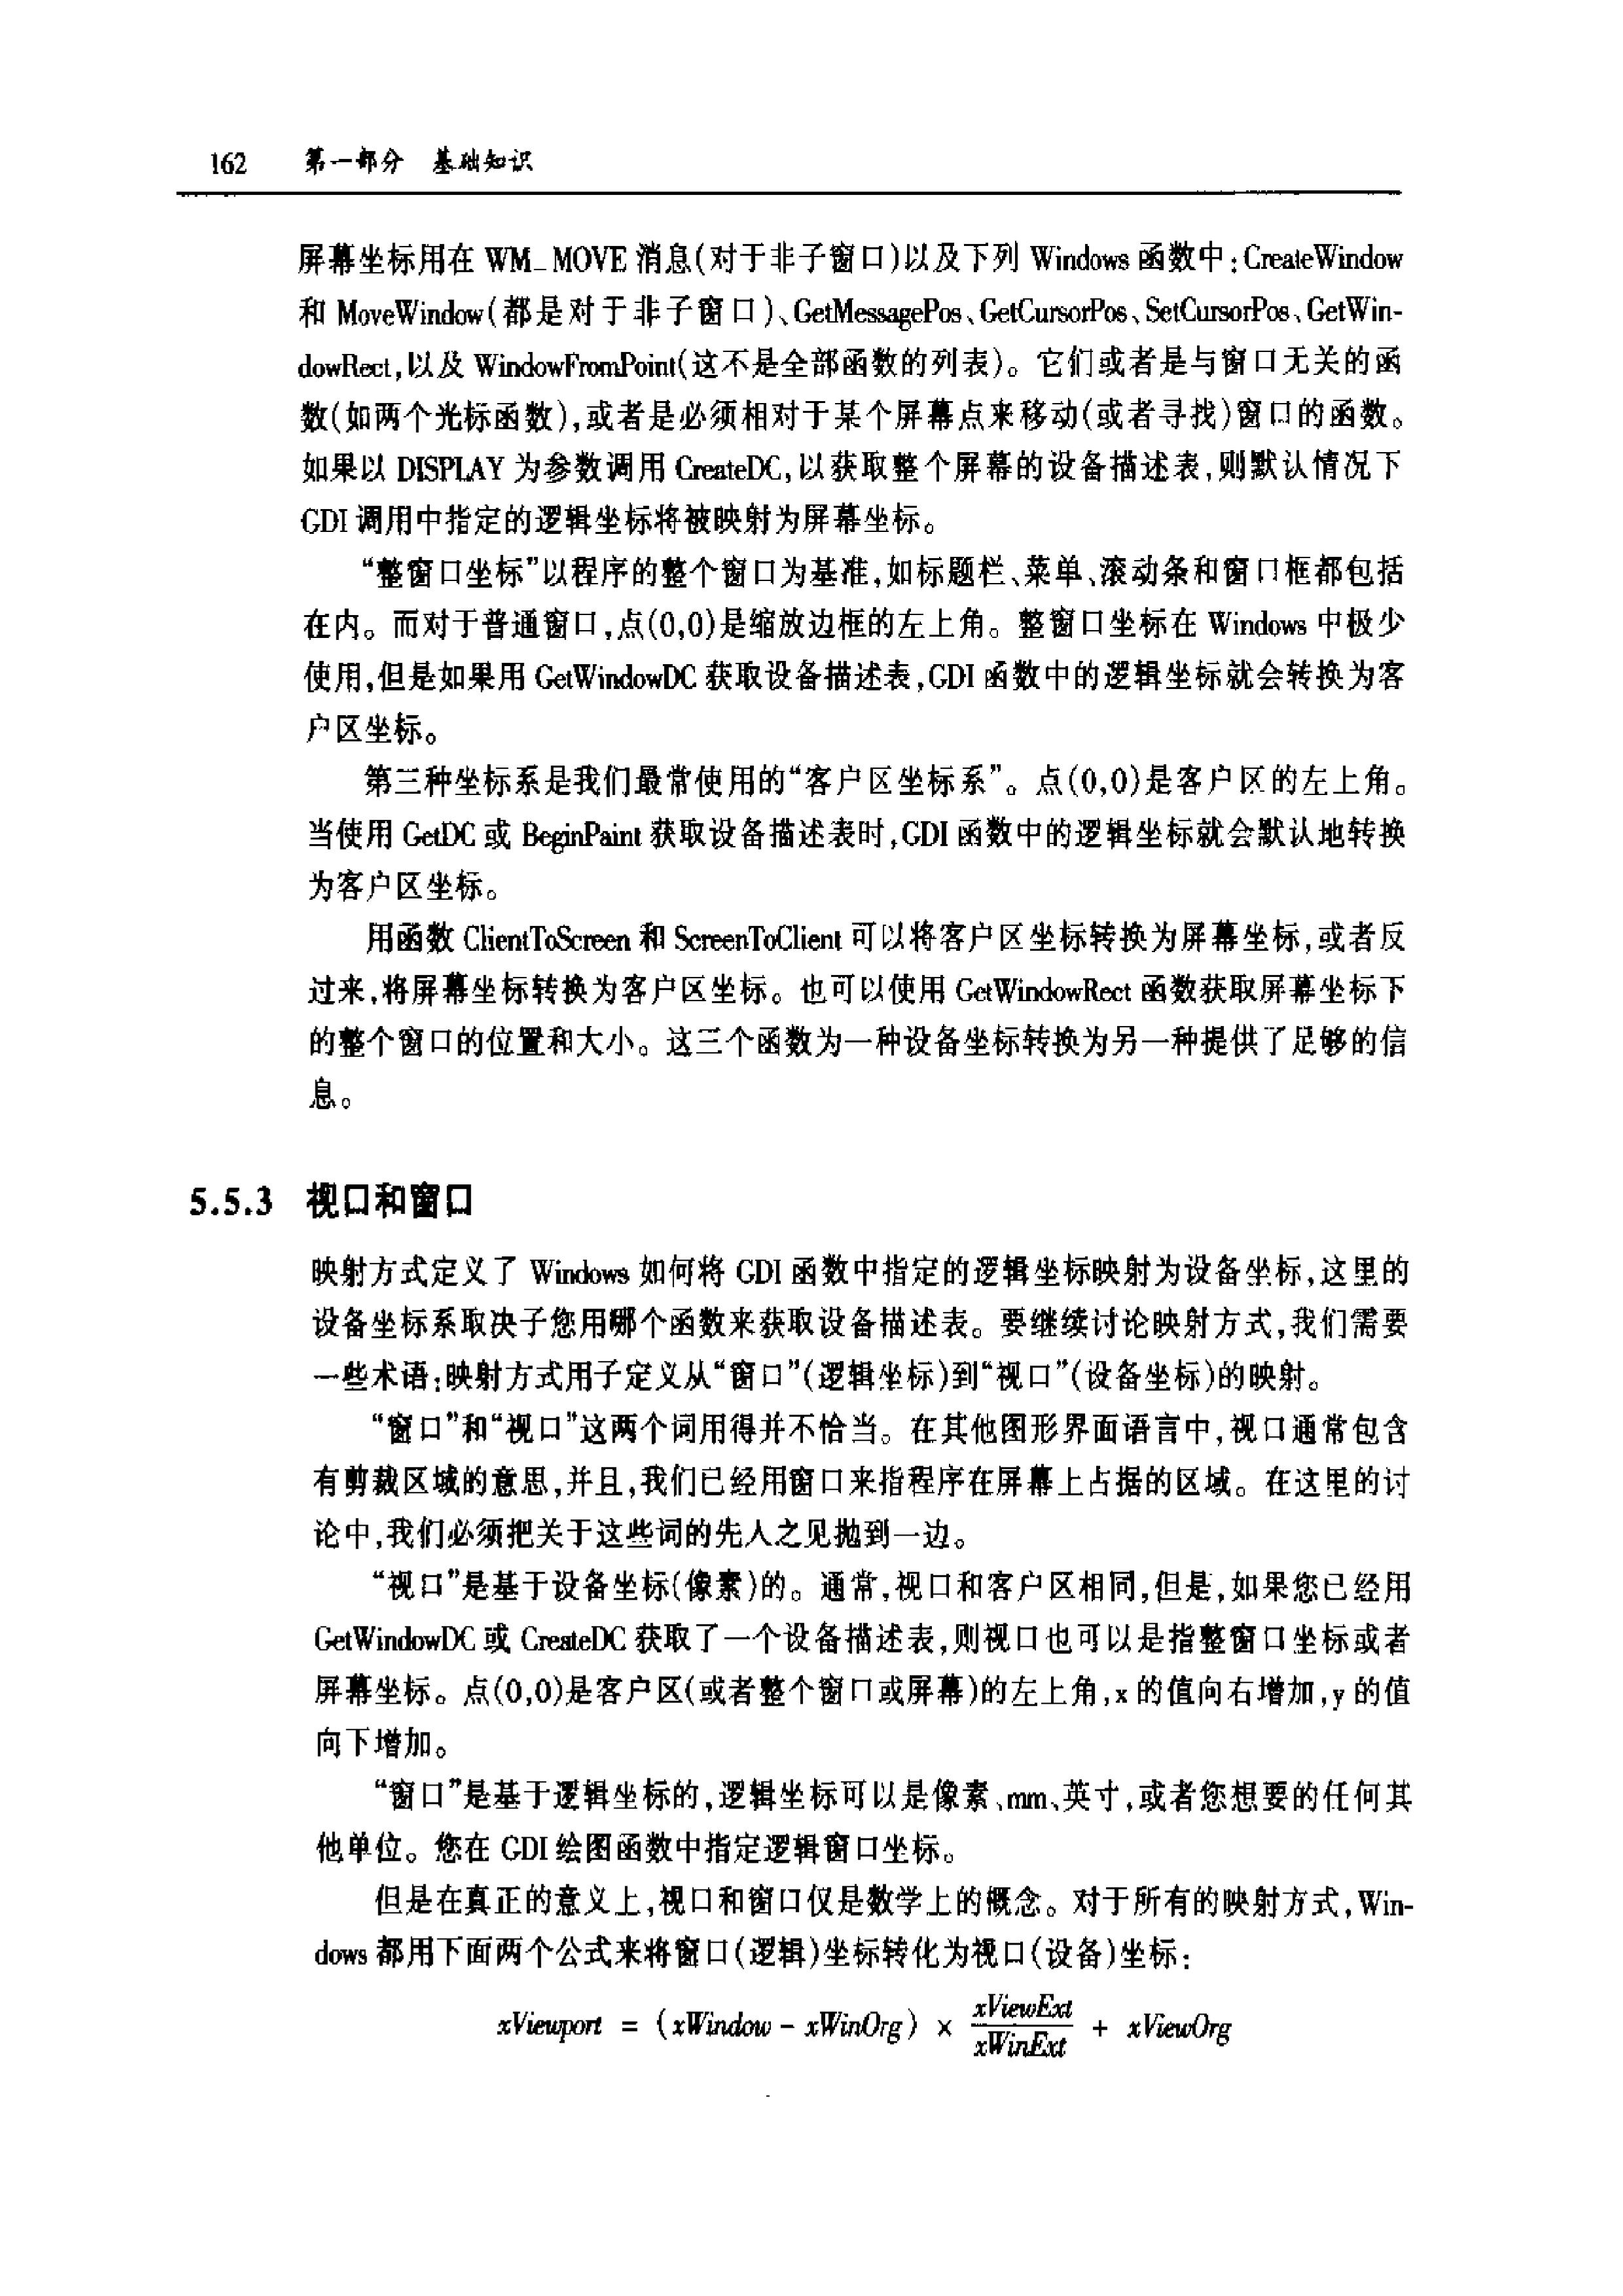 162 第一部分 基础知识
屏幕坐标用在 WM_MOVE 消息(对于非子窗口)以及下列 Windows 函数中:CreateWindow
和 MoveWindow(都是对于非子窗口)、GetMessagePos、GetCursorPos、SetCursorPos、GetWin-
dowRect,以及 WindowFromPoint(这不是全部函数的列表)。它们或者是与窗口无关的函
数(如两个光标函数),或者是必须相对于某个屏幕点来移动(或者寻找)窗口的函数。
如果以 DISPLAY 为参数调用 CreateDC,以获取整个屏幕的设备描述表,则默认情况下
GDI 调用中指定的逻辑坐标将被映射为屏幕坐标。
“整窗口坐标”以程序的整个窗口为基准,如标题栏、菜单、滚动条和窗口框都包括
在内。而对于普通窗口,点(0,0)是缩放边框的左上角。整窗口坐标在 Windows 中极少
使用,但是如果用 GetWindowDC 获取设备描述表,GDI 函数中的逻辑坐标就会转换为客
户区坐标。
第三种坐标系是我们最常使用的“客户区坐标系”。点(0,0)是客户区的左上角。
当使用 GetDC 或 BeginPaint 获取设备描述表时,GDI 函数中的逻辑坐标就会默认地转换
为客户区坐标。
用函数 ClientToScreen 和 ScreenToClient 可以将客户区坐标转换为屏幕坐标,或者反
过来,将屏幕坐标转换为客户区坐标。也可以使用 GetWindowRect 函数获取屏幕坐标下
的整个窗口的位置和大小。这三个函数为一种设备坐标转换为另一种提供了足够的信
息。
5.5.3 视口和窗口
映射方式定义了 Windows 如何将 GDI 函数中指定的逻辑坐标映射为设备坐标,这里的
设备坐标系取决于您用哪个函数来获取设备描述表。要继续讨论映射方式,我们需要
一些术语:映射方式用于定义从“窗口”(逻辑坐标)到“视口”(设备坐标)的映射。
“窗口”和“视口”这两个词用得并不恰当。在其他图形界面语言中,视口通常包含
有剪裁区域的意思,并且,我们已经用窗口来指程序在屏幕上占据的区域。在这里的讨
论中,我们必须把关于这些词的先入之见抛到一边。
“视口”是基于设备坐标(像素)的。通常,视口和客户区相同,但是,如果您已经用
GetWindowDC 或 CreateDC 获取了一个设备描述表,则视口也可以是指整窗口坐标或者
屏幕坐标。点(0,0)是客户区(或者整个窗口或屏幕)的左上角,x 的值向右增加,y 的值
向下增加。
“窗口”是基于逻辑坐标的,逻辑坐标可以是像素、mm、英寸,或者您想要的任何其
他单位。您在 GDI 绘图函数中指定逻辑窗口坐标。
但是在真正的意义上,视口和窗口仅是数学上的概念。对于所有的映射方式,Win-
dows 都用下面两个公式来将窗口(逻辑)坐标转化为视口(设备)坐标:
xViewport = (xWindow - xWinOrg) × xViewExt / xWinExt + xViewOrg